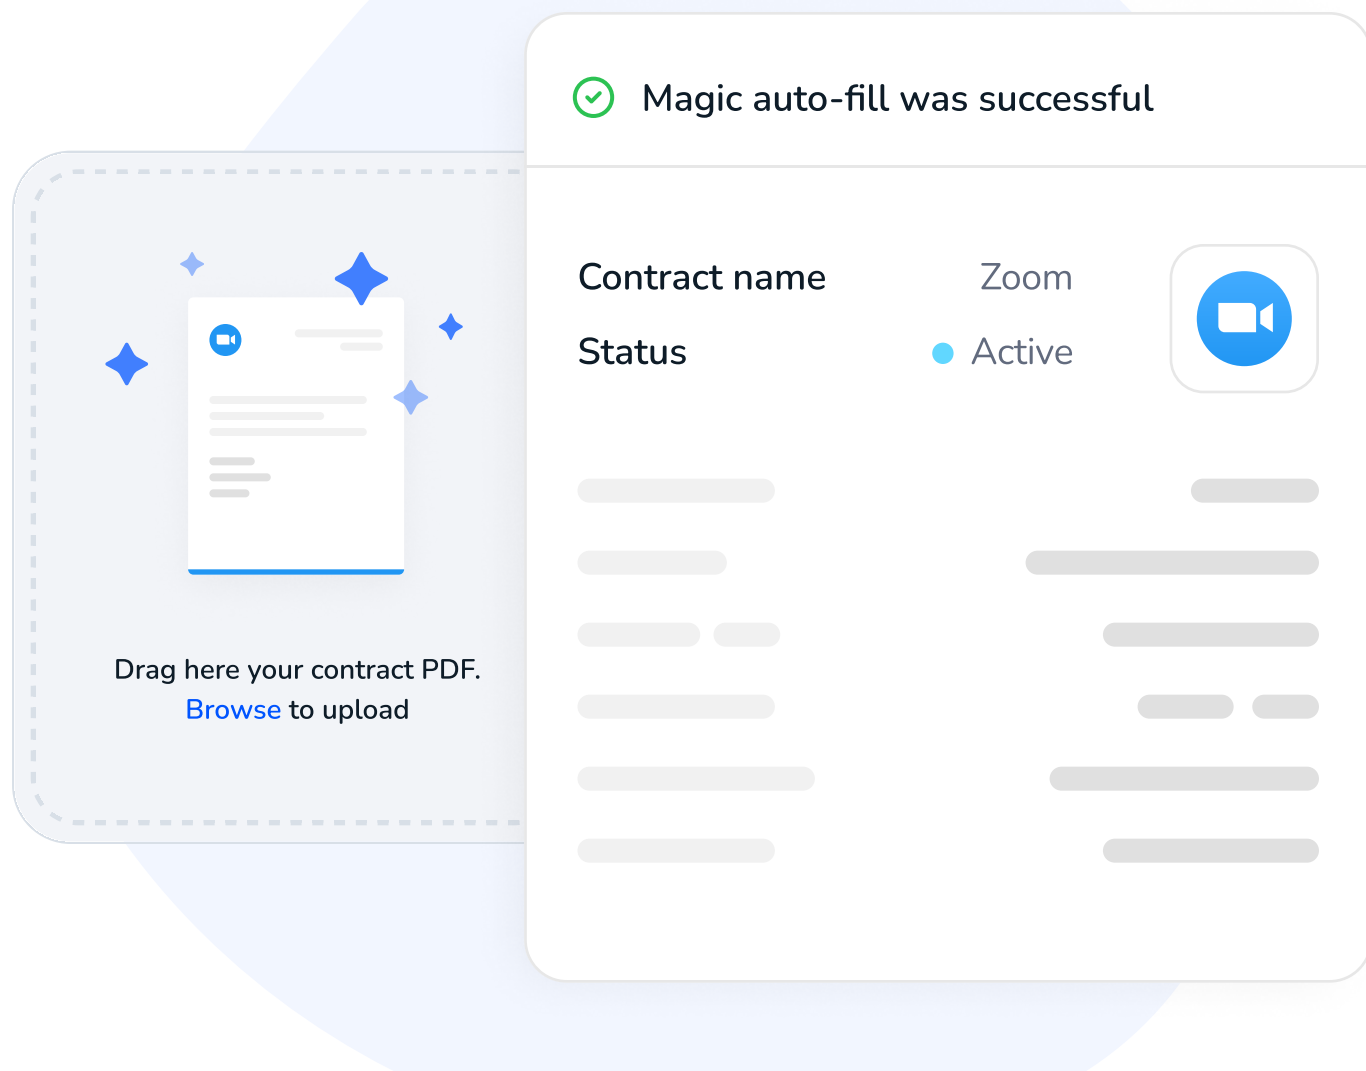 Magic auto-fill was successful
Contract name Zoom
Status Active
Drag here your contract PDF.
Browse to upload